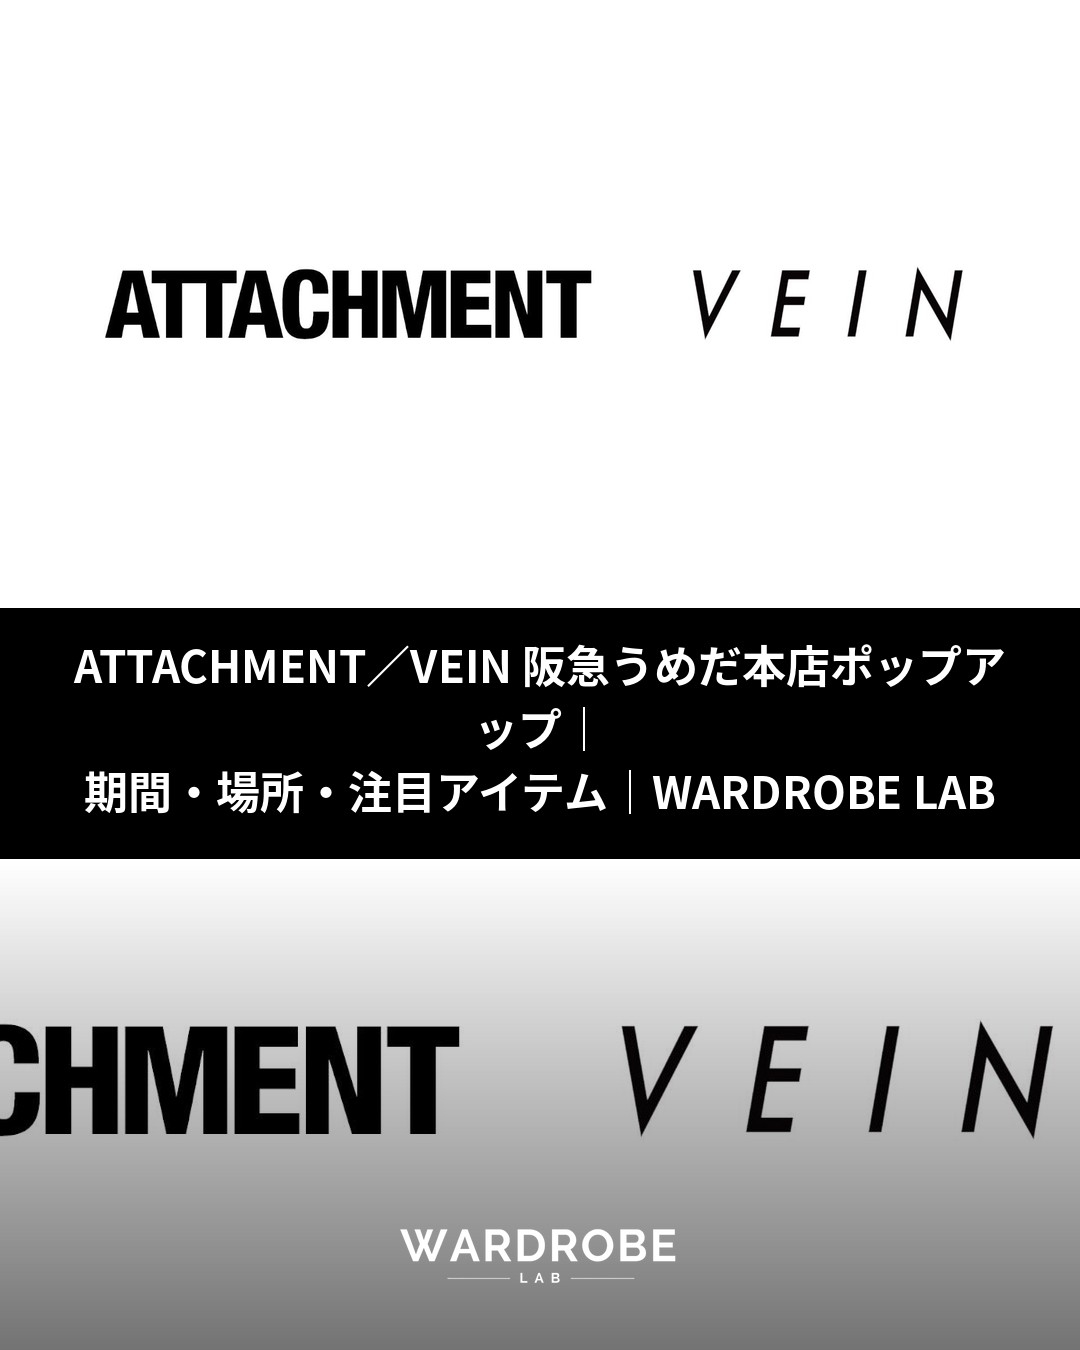 ATTACHMENT VEIN
ATTACHMENT／VEIN 阪急うめだ本店ポップア
ップ｜
期間・場所・注目アイテム｜WARDROBE LAB
CHMENT VEIN
WARDROBE
LAB